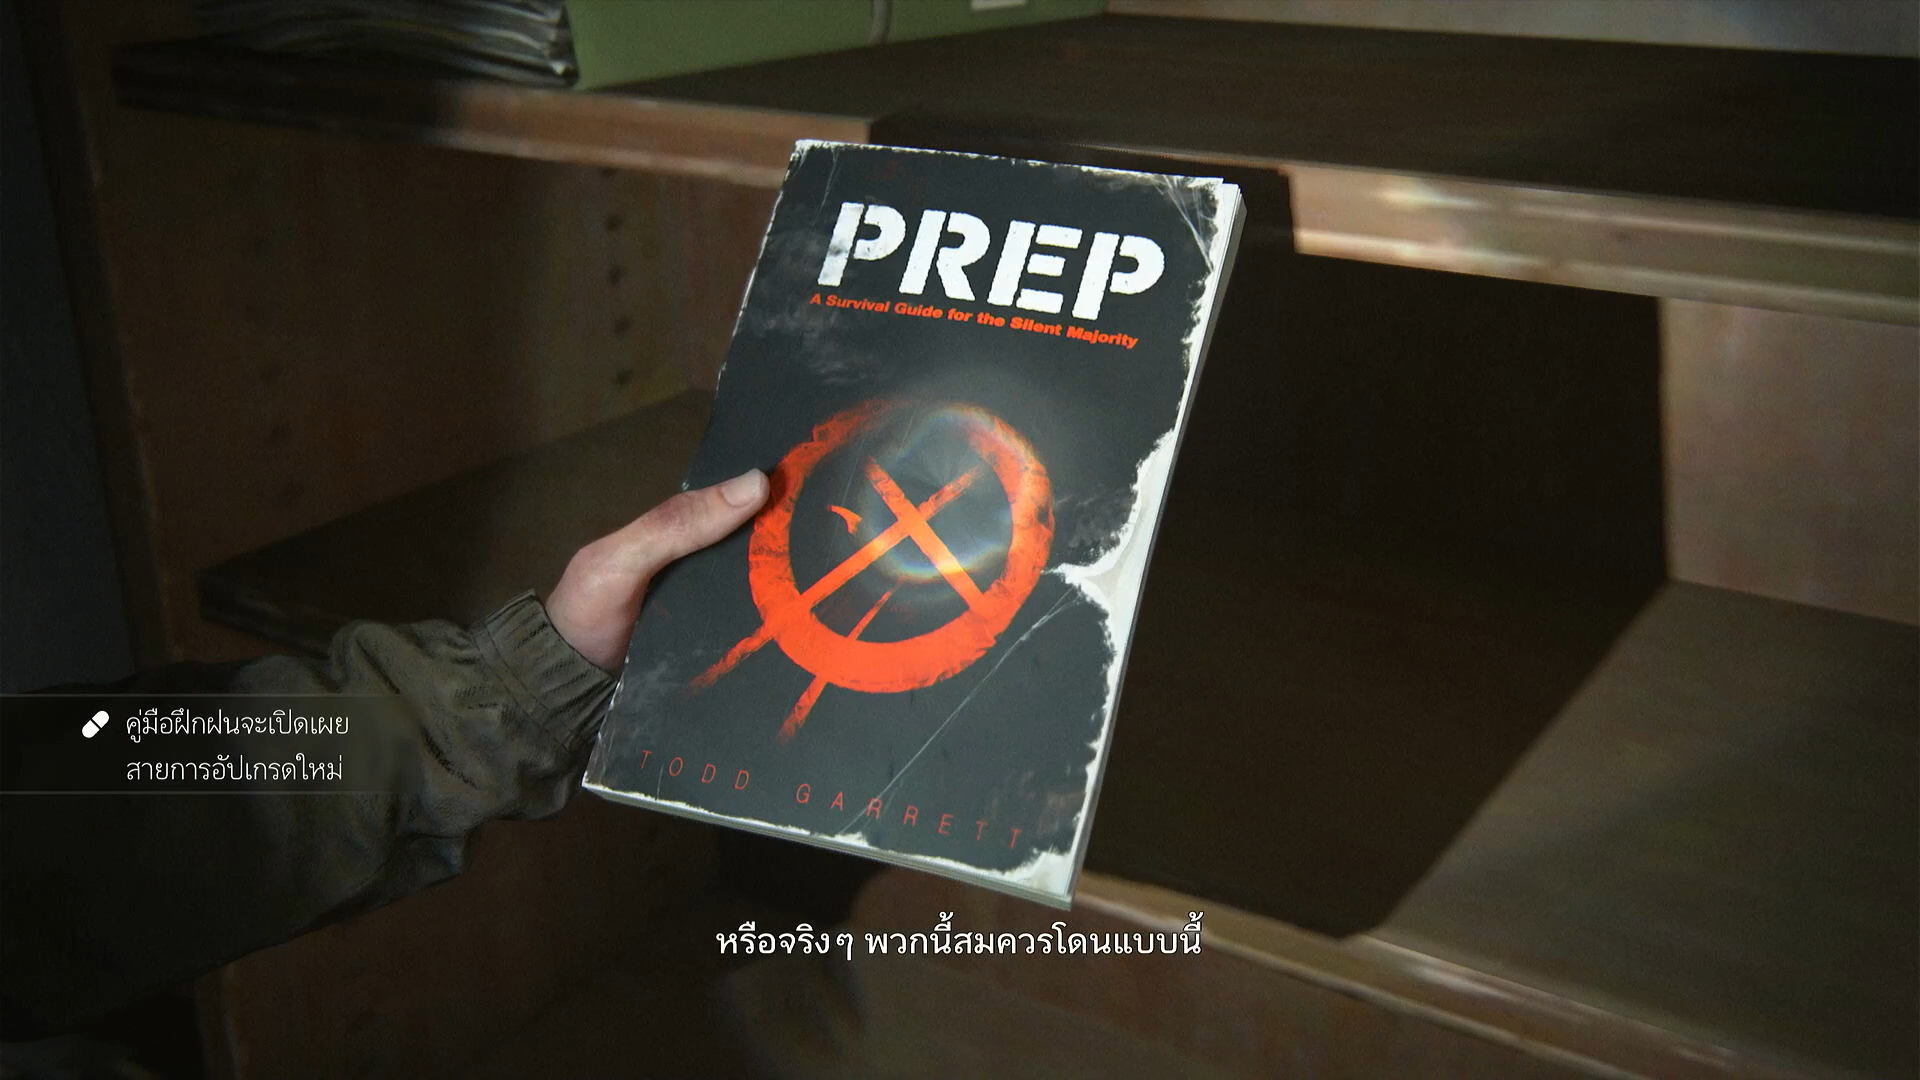 PREP
A Survival Guide for the Silent Majority
TODD GARRETT
คู่มือฝึกฝนจะเปิดเผย
สายการอัปเกรดใหม่
หรือจริงๆ พวกนี้สมควรโดนแบบนี้